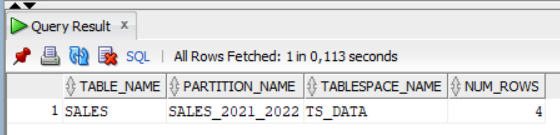 Query Result x
SQL | All Rows Fetched: 1 in 0,113 seconds
TABLE_NAME PARTITION_NAME TABLESPACE_NAME NUM_ROWS
1 SALES SALES_2021_2022 TS_DATA 4